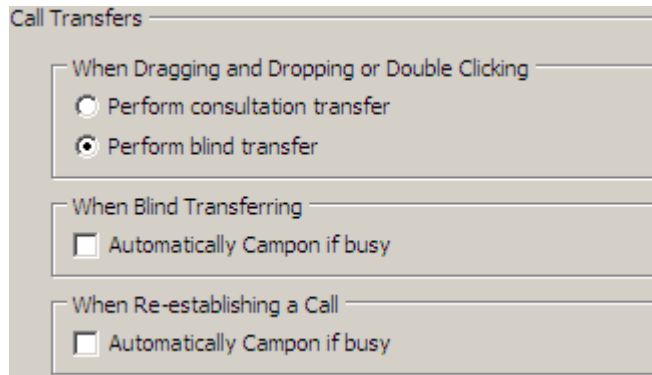 Call Transfers
When Dragging and Dropping or Double Clicking
Perform consultation transfer
Perform blind transfer
When Blind Transferring
Automatically Campon if busy
When Re-establishing a Call
Automatically Campon if busy